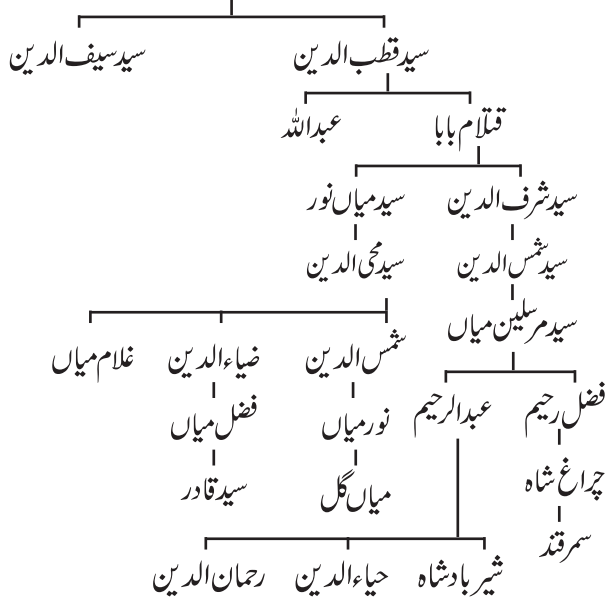 سید قطب الدین سید سیف الدین
قتلام بابا عبداللہ
سید شرف الدین سید میاں نور
سید شمس الدین سید محی الدین
سید مرسلین میاں
شمس الدین ضیاء الدین غلام میاں
فضل رحیم عبدالرحیم نور میاں فضل میاں
چراغ شاہ میاں گل سید قادر
سمرقند
شیر بادشاہ حیاء الدین رحمان الدین